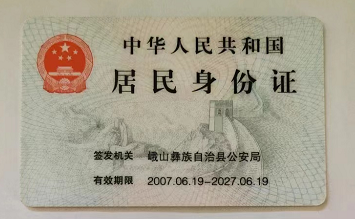 中华人民共和国
居民身份证
签发机关 峨山彝族自治县公安局
有效期限 2007.06.19-2027.06.19